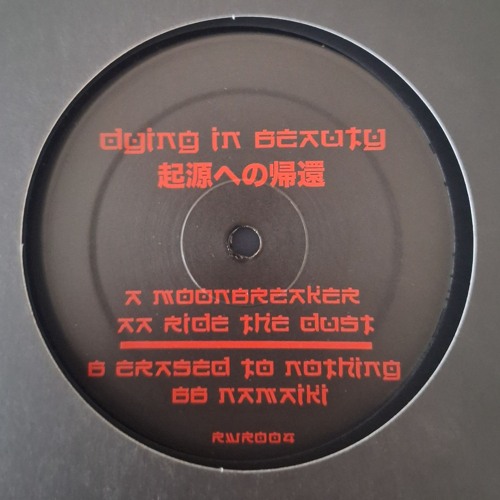 Dying in Beauty
起源への帰還
A Moonbreaker
AA Ride the Dust
B Erased to Nothing
BB Namaiki
RWR004